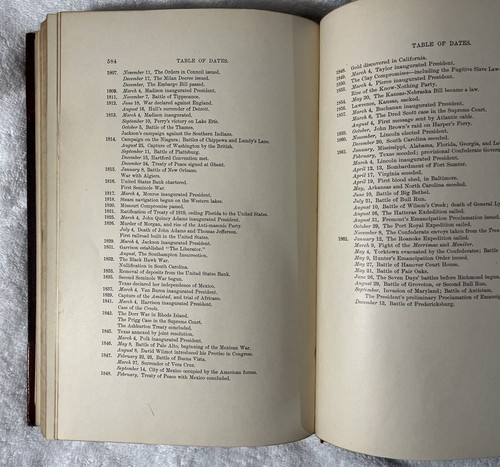 584 TABLE OF DATES.
1807. November 11, The Orders in Council issued.
December 17, The Milan Decree issued.
December, The Embargo Bill passed.
1809. March 4, Madison inaugurated President.
1811. November 7, Battle of Tippecanoe.
1812. June 18, War declared against England.
August 16, Hull's surrender of Detroit.
1813. March 4, Madison inaugurated.
September 10, Perry's victory on Lake Erie.
October 5, Battle of the Thames.
Jackson's campaign against the Southern Indians.
1814. Campaign on the Niagara; Battles of Chippewa and Lundy's Lane.
August 25, Capture of Washington by the British.
September 11, Battle of Plattsburg.
December 15, Hartford Convention met.
December 24, Treaty of Peace signed at Ghent.
1815. January 8, Battle of New Orleans.
War with Algiers.
1816. United States Bank chartered.
First Seminole War.
1817. March 4, Monroe inaugurated President.
1818. Steam navigation began on the Western lakes.
1820. Missouri Compromise passed.
1821. Ratification of Treaty of 1819, ceding Florida to the United States.
1825. March 4, John Quincy Adams inaugurated President.
1826. Murder of Morgan, and rise of the Anti-masonic Party.
July 4, Death of John Adams and Thomas Jefferson.
First railroad built in the United States.
1829. March 4, Jackson inaugurated President.
1831. Garrison established "The Liberator."
August, The Southampton Insurrection.
1832. The Black Hawk War.
Nullification in South Carolina.
1833. Removal of deposits from the United States Bank.
1835. Second Seminole War begun.
Texas declared her independence of Mexico.
1837. March 4, Van Buren inaugurated President.
1839. Capture of the Amistad, and trial of Africans.
1841. March 4, Harrison inaugurated President.
Case of the Creole.
1842. The Dorr War in Rhode Island.
The Prigg Case in the Supreme Court.
The Ashburton Treaty concluded.
1845. Texas annexed by joint resolution.
March 4, Polk inaugurated President.
1846. May 8, Battle of Palo Alto, beginning of the Mexican War.
August 8, David Wilmot introduced his Proviso in Congress.
1847. February 22, 23, Battle of Buena Vista.
March 27, Surrender of Vera Cruz.
September 14, City of Mexico occupied by the American forces.
1848. February, Treaty of Peace with Mexico concluded.
TABLE OF DATES.
1848. Gold discovered in California.
1849. March 4, Taylor inaugurated President.
The Clay Compromises—including the Fugitive Slave Law
March 4, Pierce inaugurated President.
Rise of the Know-Nothing Party.
1854. May 30, The Kansas-Nebraska Bill became a law.
Lawrence, Kansas, sacked.
1857. March 4, Buchanan inaugurated President.
March 6, The Dred Scott case in the Supreme Court.
August 4, First message sent by Atlantic cable.
1859. October, John Brown's raid on Harper's Ferry.
1860. November, Lincoln elected President.
December 20, South Carolina seceded.
1861. January, Mississippi, Alabama, Florida, Georgia, and Lo
February, Texas seceded; provisional Confederate Governm
March 4, Lincoln inaugurated President.
April 12, 13, Bombardment of Fort Sumter.
April 17, Virginia seceded.
April 19, First blood shed, in Baltimore.
May, Arkansas and North Carolina seceded.
June 10, Battle of Big Bethel.
July 21, Battle of Bull Run.
August 10, Battle of Wilson's Creek; death of General Ly
August 29, The Hatteras Expedition sailed.
August 31, Fremont's Emancipation Proclamation issued.
October 29, The Port Royal Expedition sailed.
November 8, The Confederate envoys taken from the Tren
1862. January 12, The Roanoke Expedition sailed.
March 9, Fight of the Merrimac and Monitor.
May 4, Yorktown evacuated by the Confederates; Battle
May 9, Hunter's Emancipation Order issued.
May 27, Battle of Hanover Court House.
May 31, Battle of Fair Oaks.
June 26, The Seven Days' battles before Richmond begun.
August 29, Battle of Groveton, or Second Bull Run.
September, Invasion of Maryland; Battle of Antietam.
The President's preliminary Proclamation of Emanc
December 13, Battle of Fredericksburg.